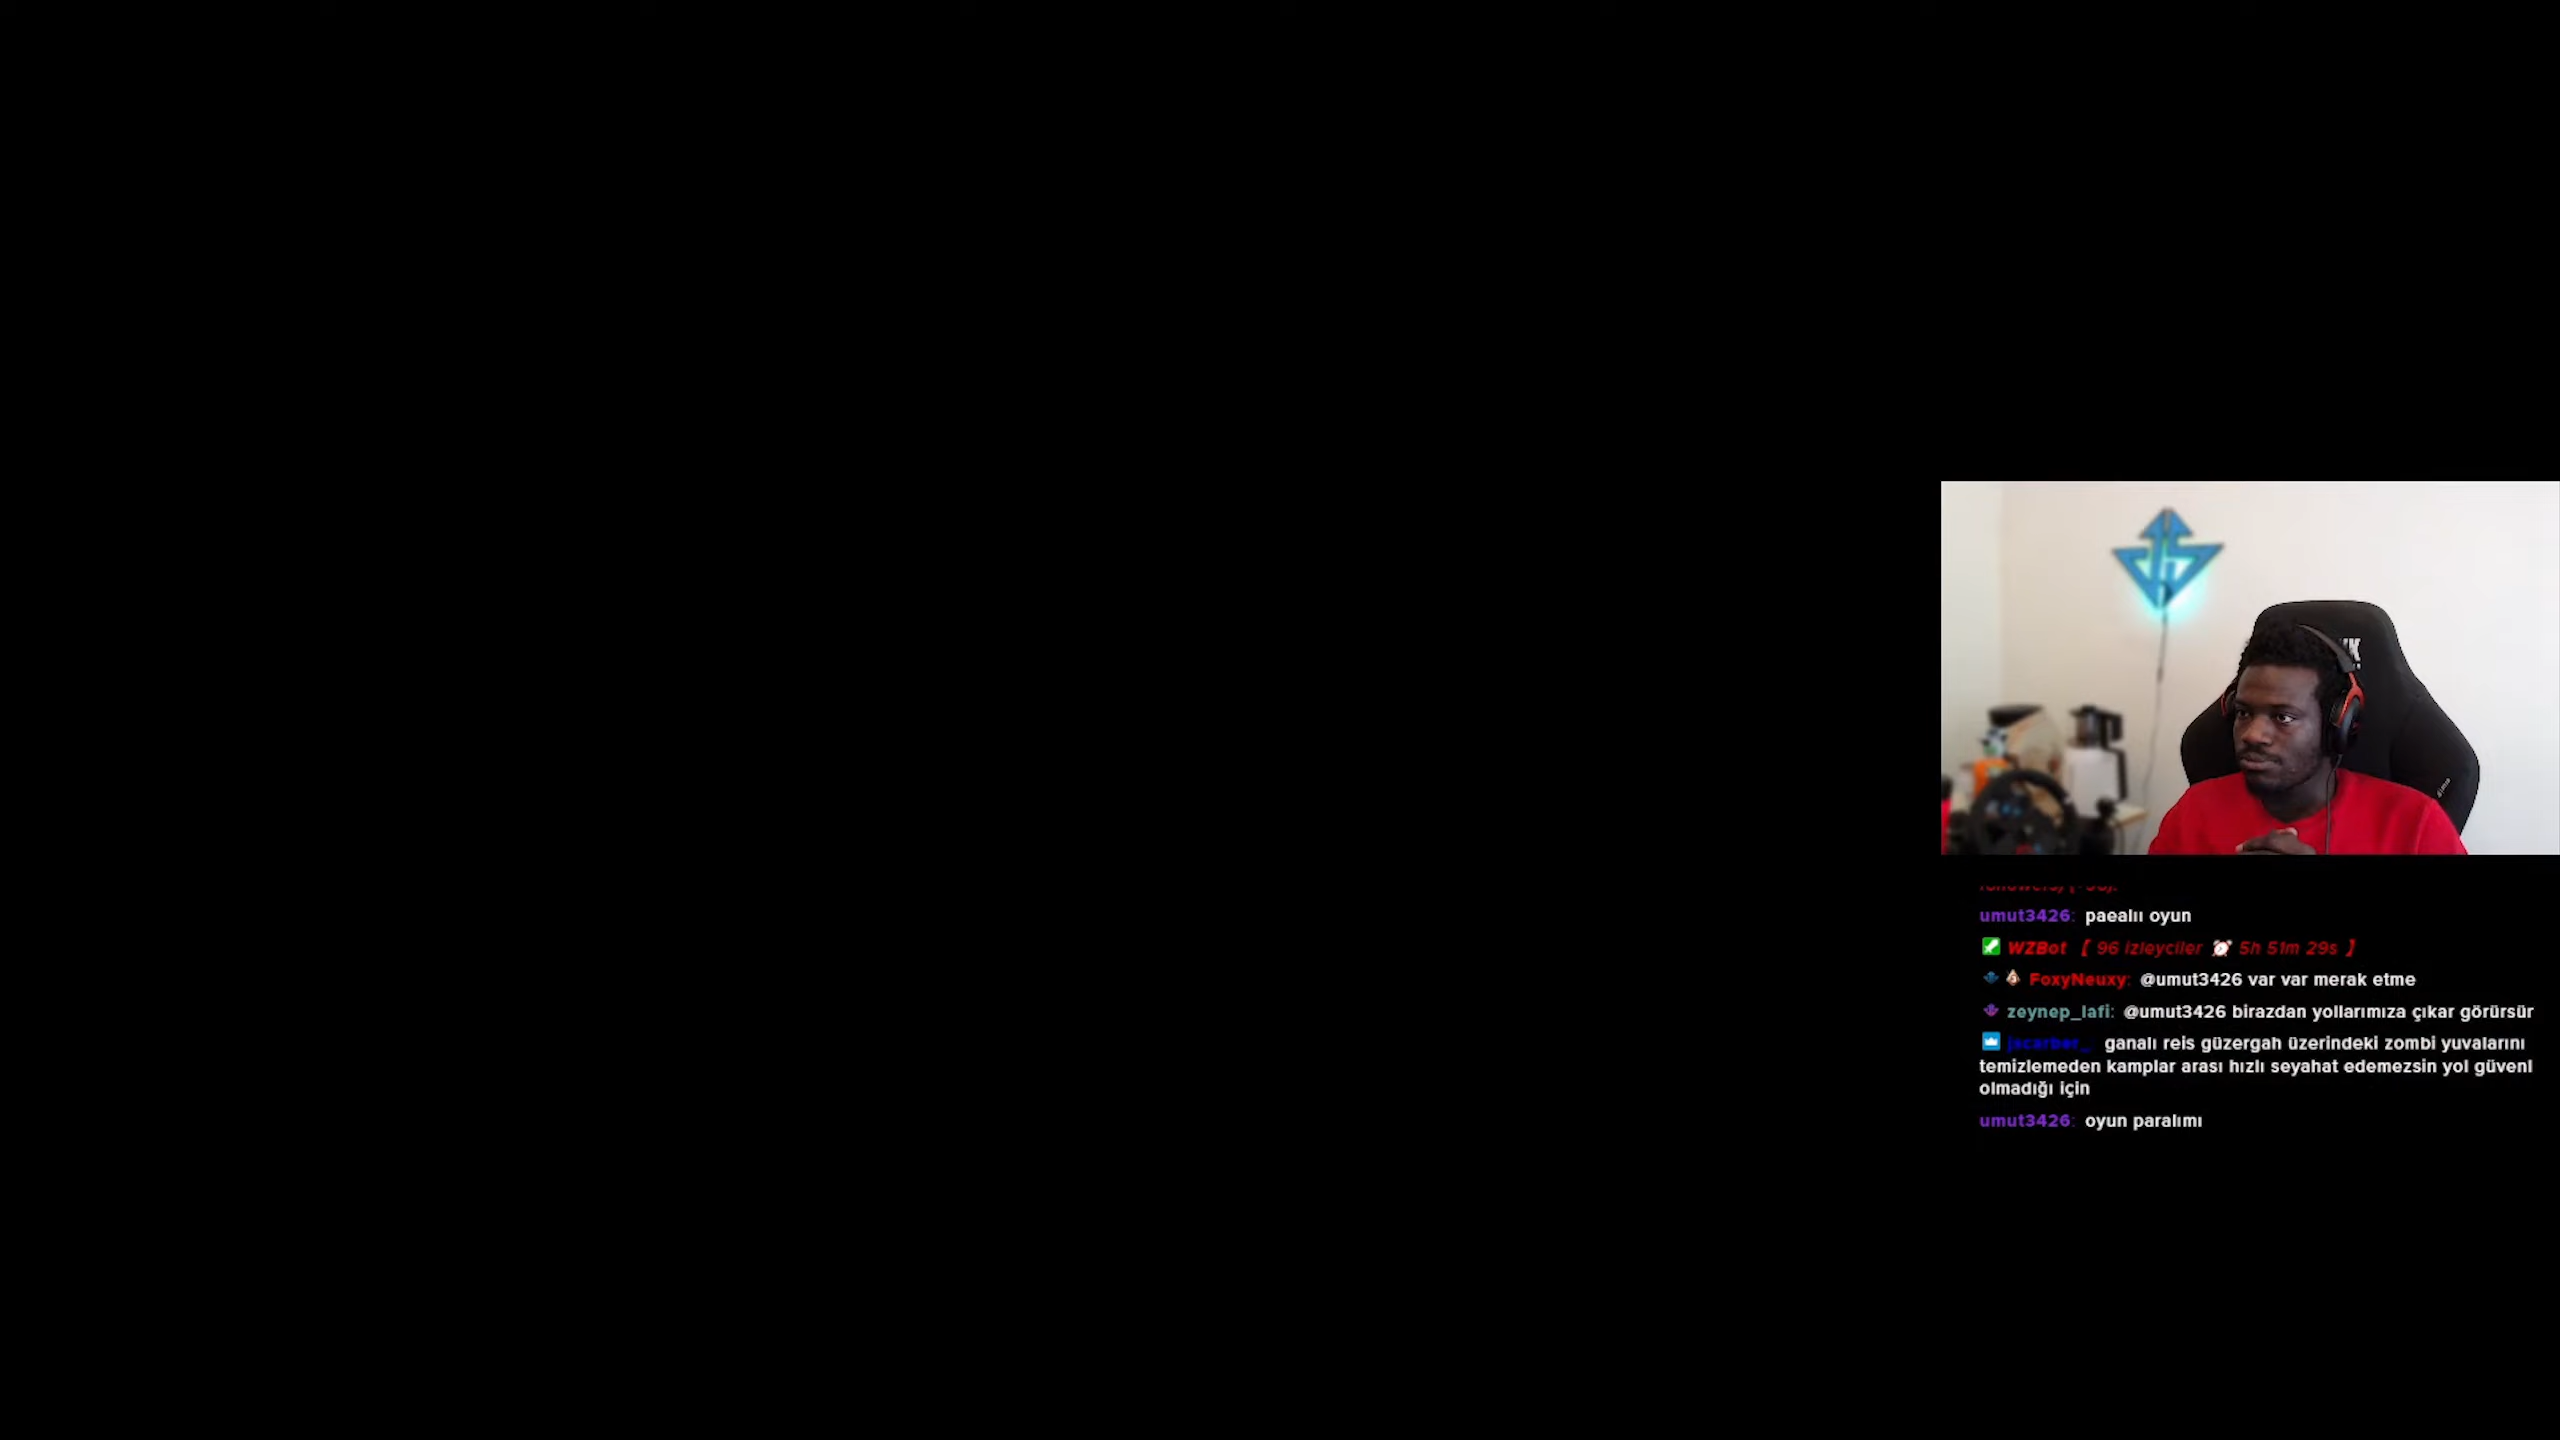 umut3426: paealıı oyun
WZBot [ 96 izleyciler ⏰ 5h 51m 29s ]
FoxyNeuxy: @umut3426 var var merak etme
zeynep_lafi: @umut3426 birazdan yollarımıza çıkar görürsür
ganalı reis güzergah üzerindeki zombi yuvalarını
temizlemeden kamplar arası hızlı seyahat edemezsin yol güvenl
olmadığı için
umut3426: oyun paralımı